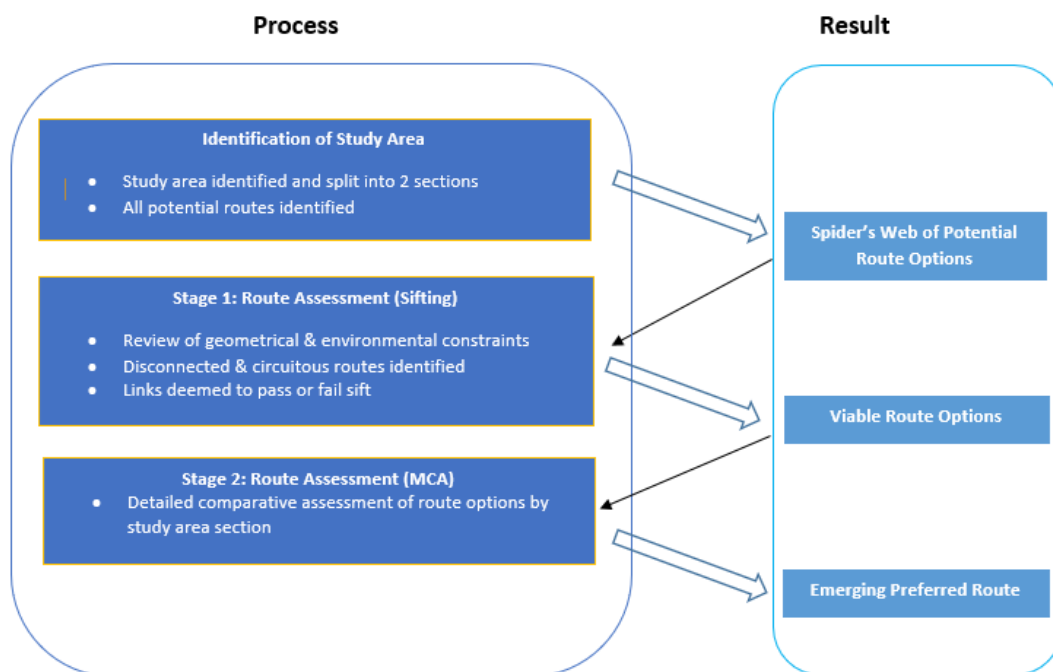 Process
Result
Identification of Study Area
● Study area identified and split into 2 sections
● All potential routes identified
Spider's Web of Potential
Route Options
Stage 1: Route Assessment (Sifting)
● Review of geometrical & environmental constraints
● Disconnected & circuitous routes identified
● Links deemed to pass or fail sift
Viable Route Options
Stage 2: Route Assessment (MCA)
● Detailed comparative assessment of route options by
study area section
Emerging Preferred Route